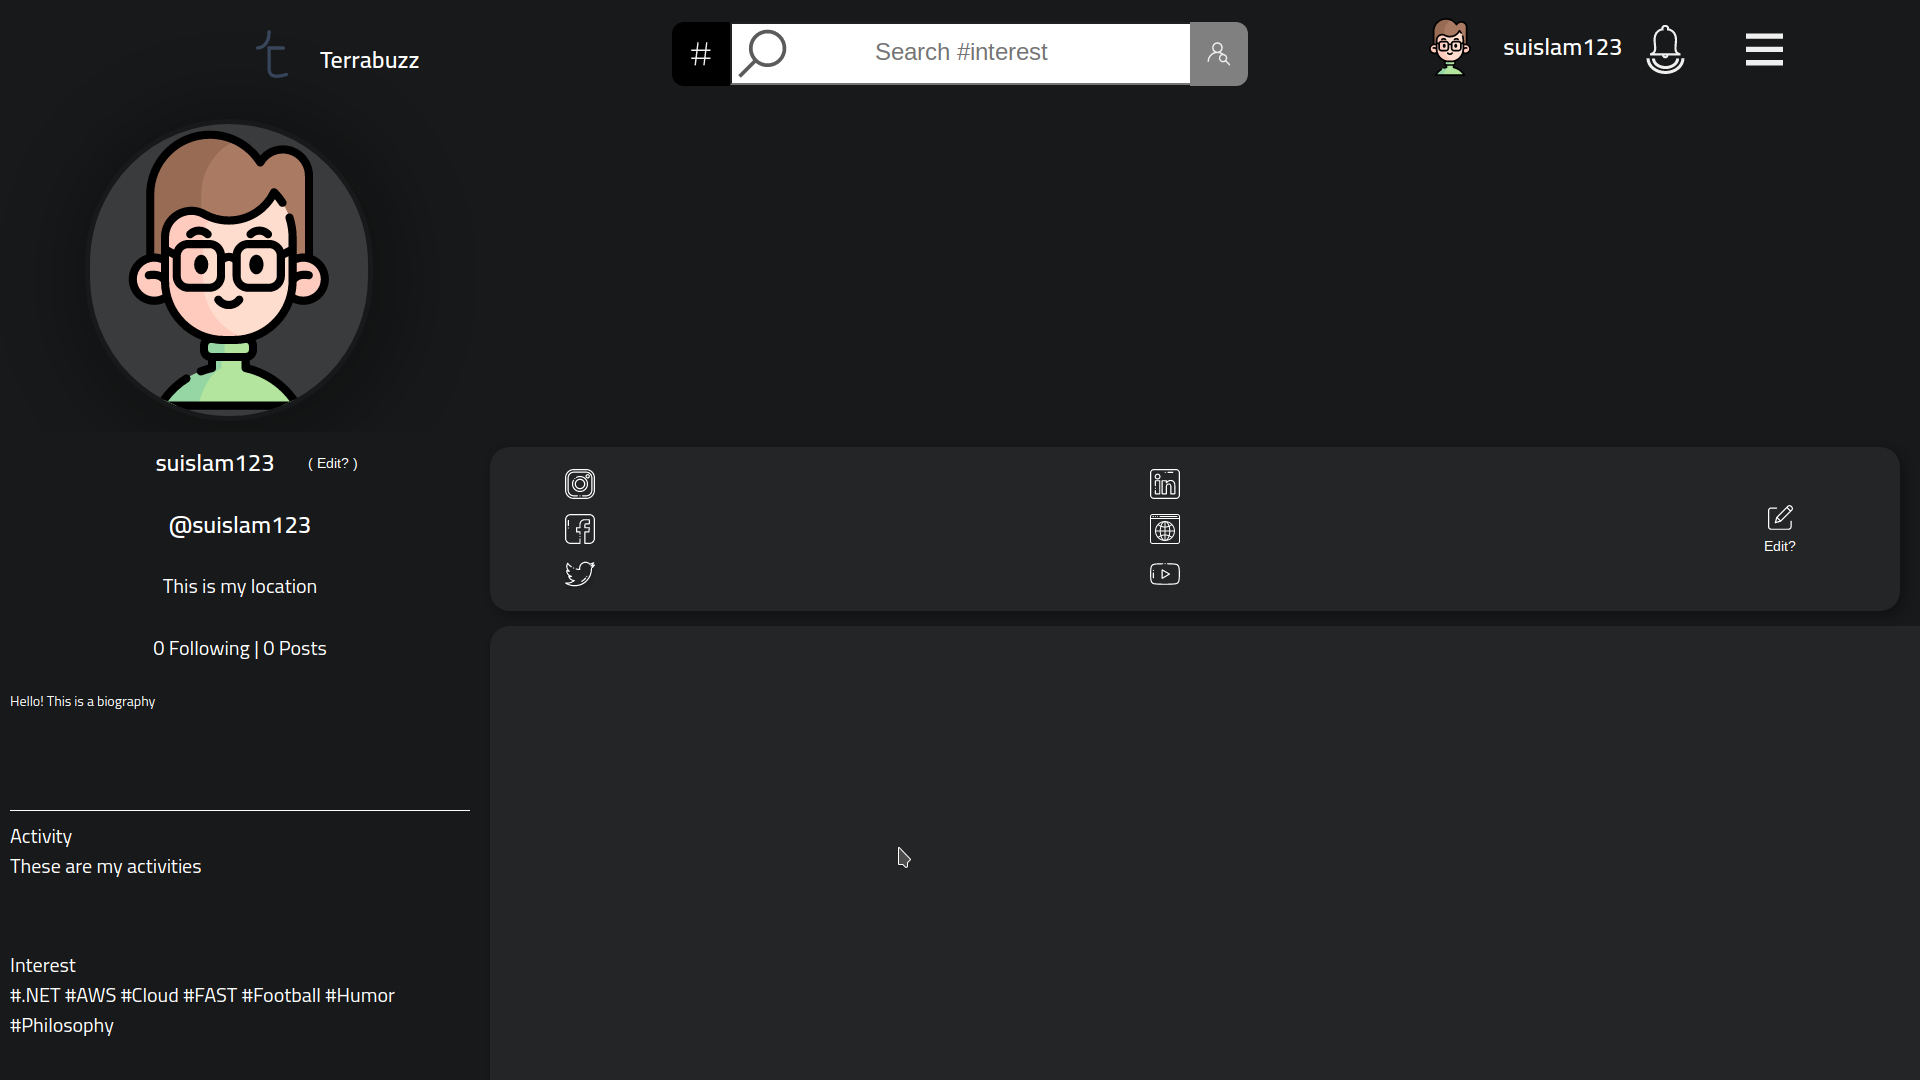 Terrabuzz
# Search #interest
suislam123
suislam123 ( Edit? )
@suislam123
This is my location
0 Following | 0 Posts
Hello! This is a biography
Edit?
Activity
These are my activities
Interest
#.NET #AWS #Cloud #FAST #Football #Humor
#Philosophy